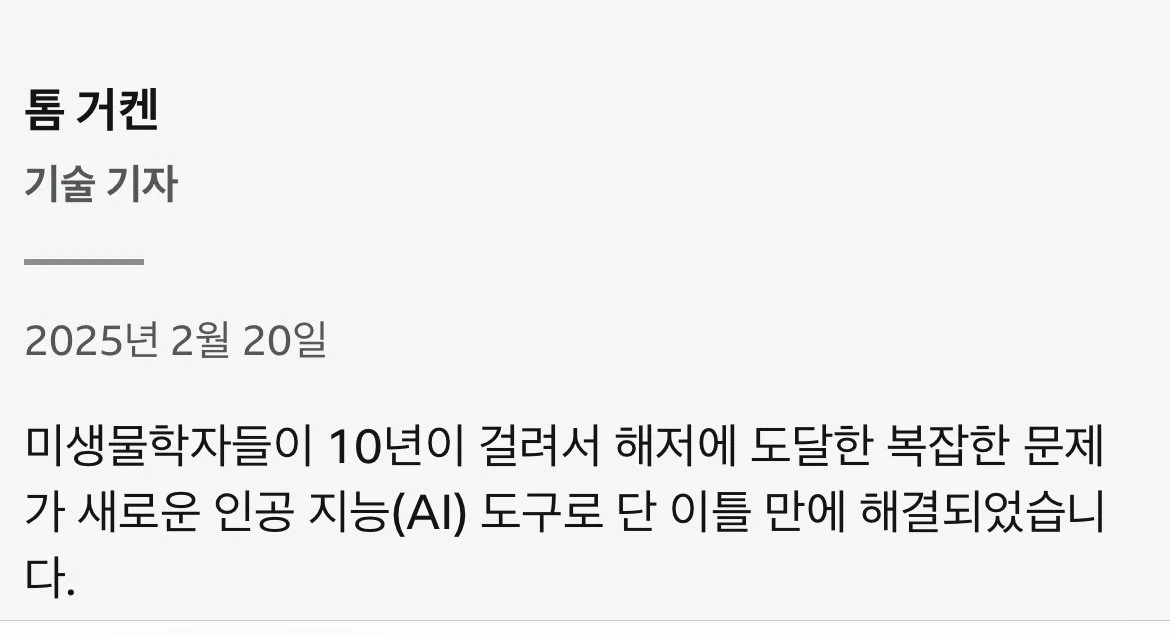 톰 거켄
기술 기자
2025년 2월 20일
미생물학자들이 10년이 걸려서 해저에 도달한 복잡한 문제
가 새로운 인공 지능(AI) 도구로 단 이틀 만에 해결되었습니
다.